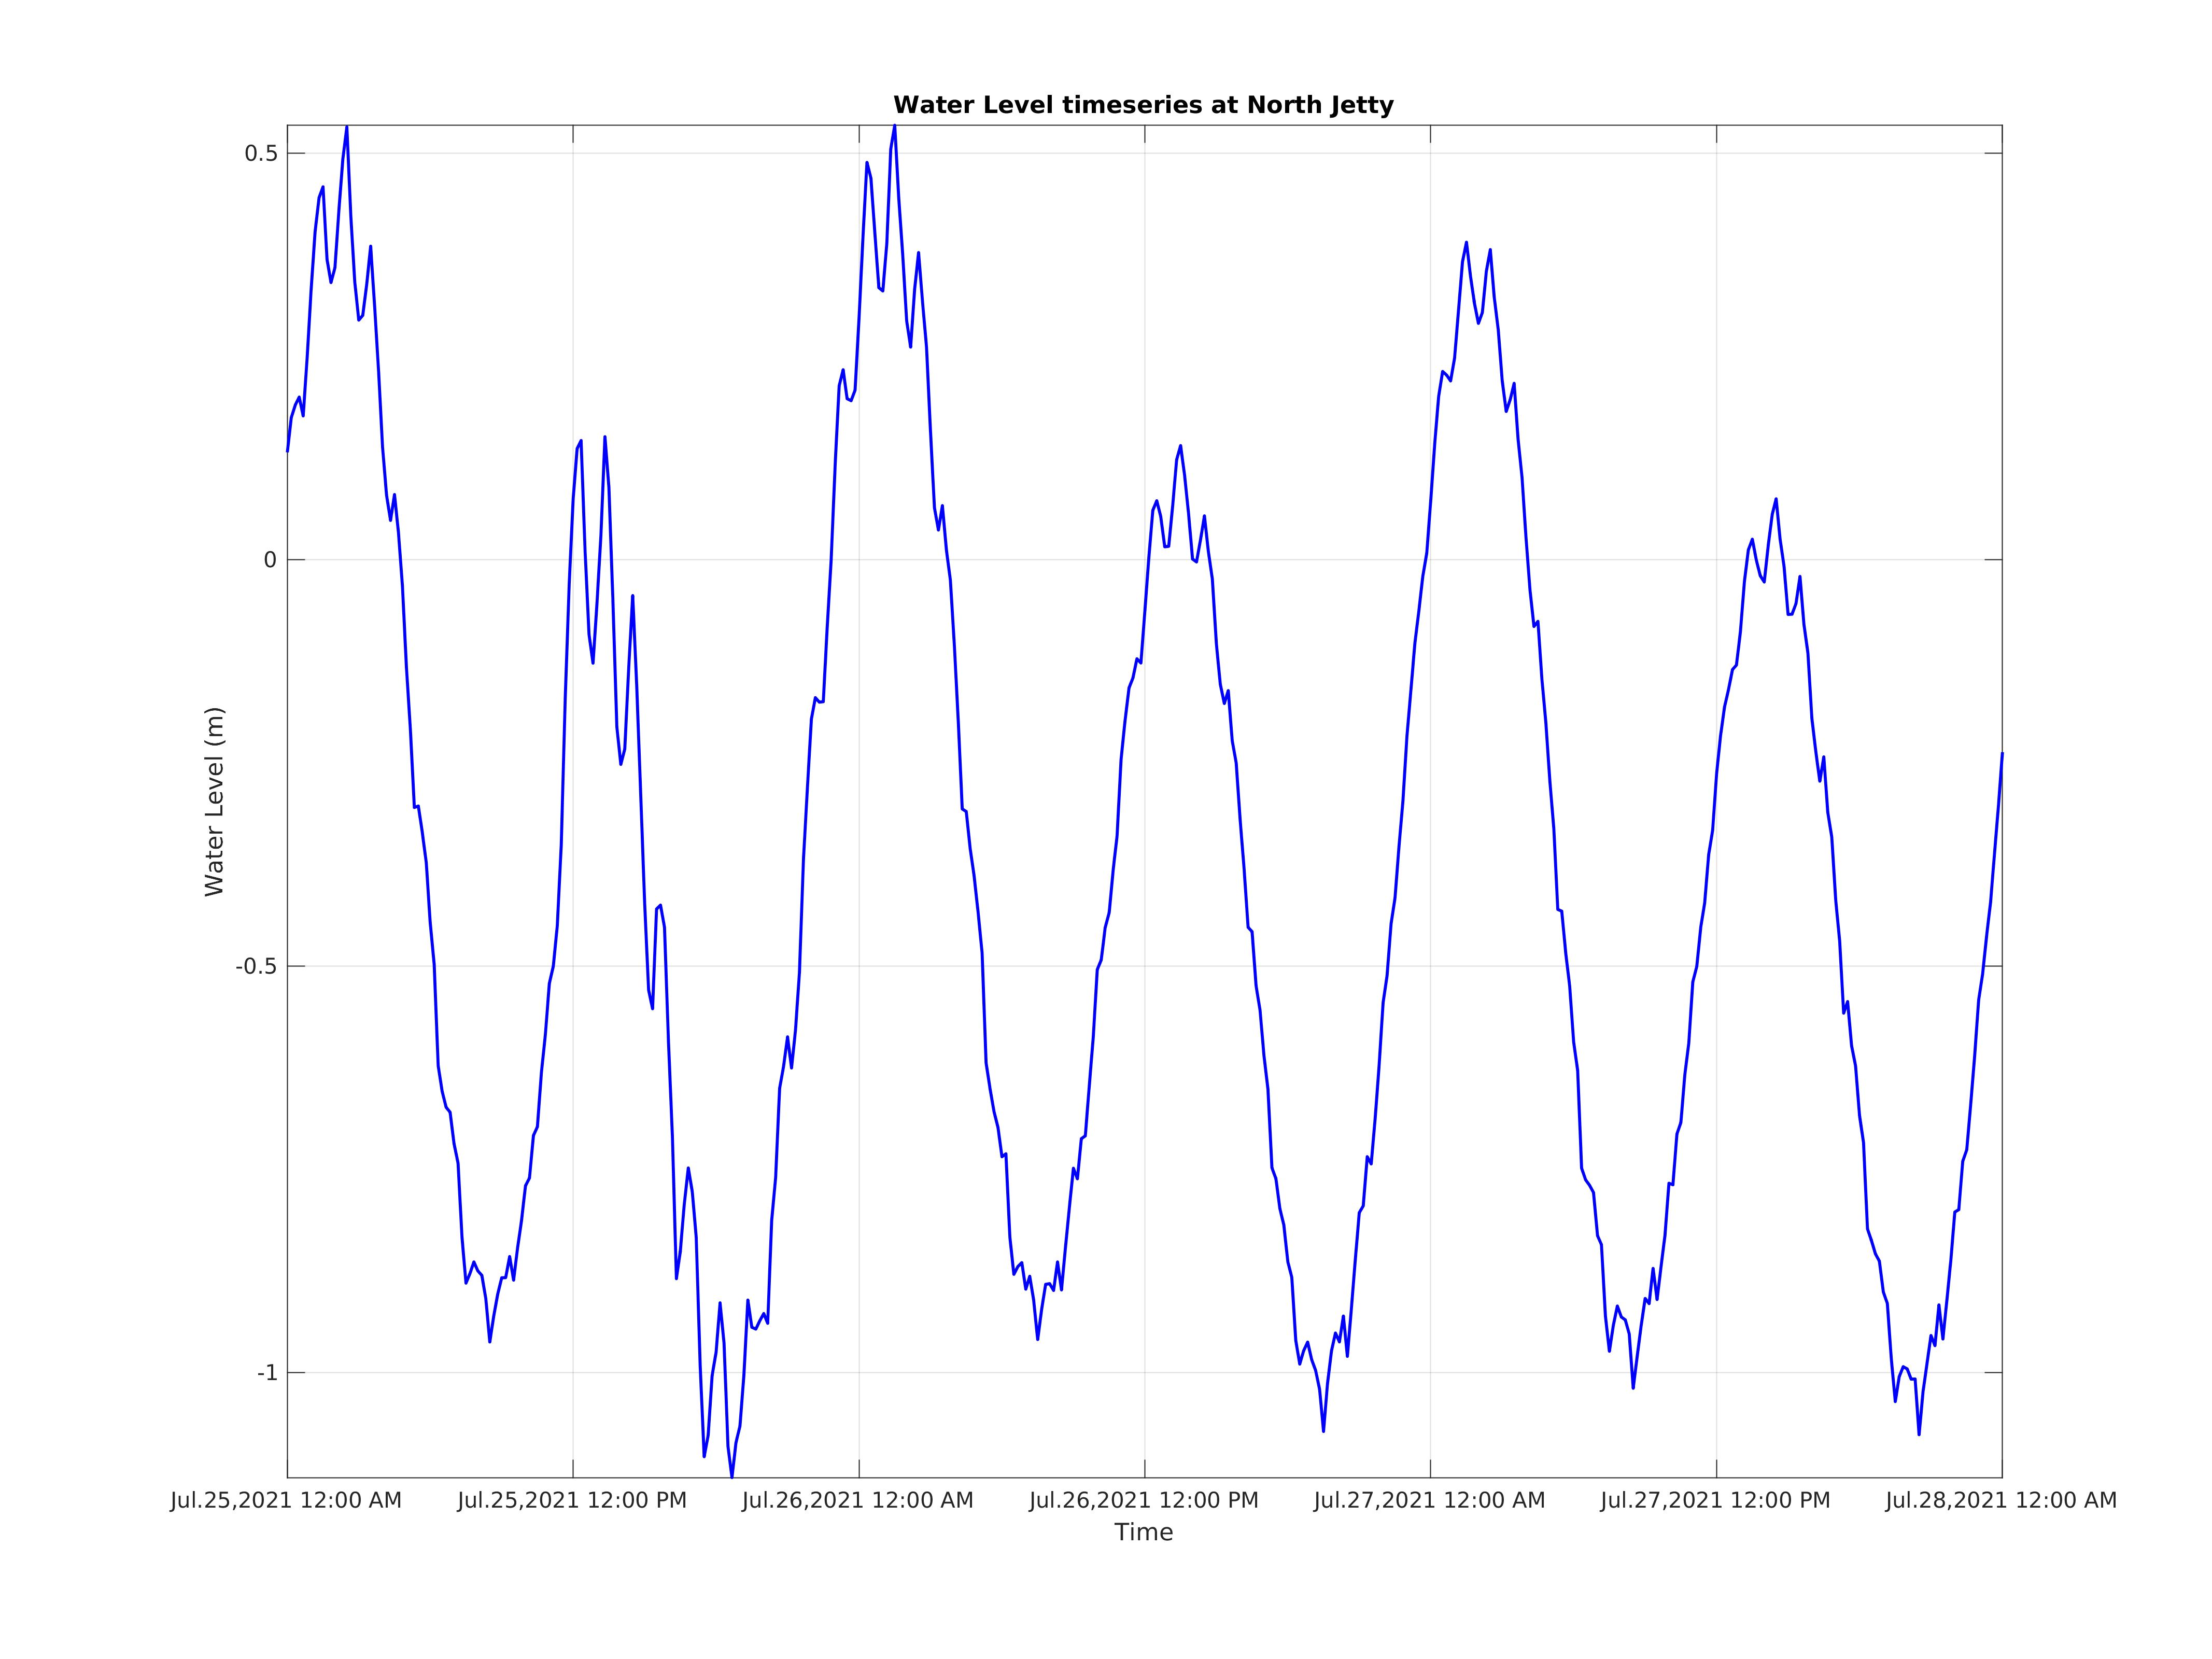 Water Level timeseries at North Jetty
0.5
0
-0.5
-1
Water Level (m)
Jul.25,2021 12:00 AM Jul.25,2021 12:00 PM Jul.26,2021 12:00 AM Jul.26,2021 12:00 PM Jul.27,2021 12:00 AM Jul.27,2021 12:00 PM Jul.28,2021 12:00 AM
Time